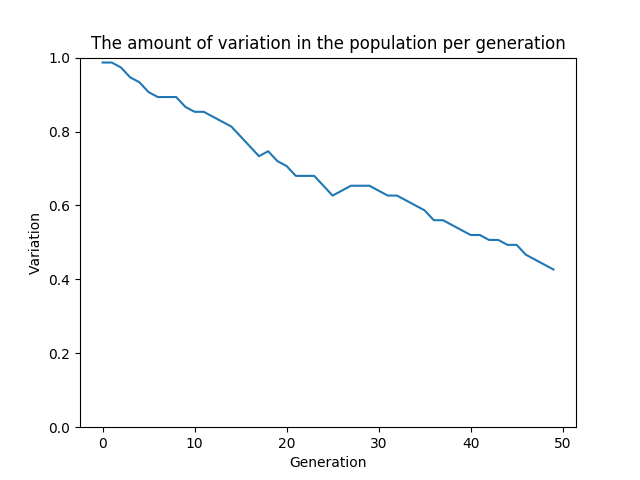 The amount of variation in the population per generation
1.0
0.8
0.6
0.4
0.2
0.0
Variation
0 10 20 30 40 50
Generation